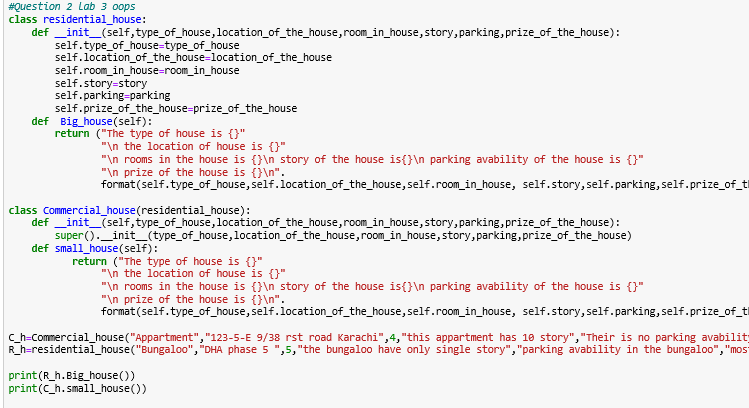 #Question 2 Lab 3 oops
class residential_house:
    def __init__(self,type_of_house,location_of_the_house,room_in_house,story,parking,prize_of_the_house):
        self.type_of_house=type_of_house
        self.location_of_the_house=location_of_the_house
        self.room_in_house=room_in_house
        self.story=story
        self.parking=parking
        self.prize_of_the_house=prize_of_the_house
    def  Big_house(self):
        return ("The type of house is {}"
                "\n the location of house is {}"
                "\n rooms in the house is {}\n story of the house is{}\n parking avability of the house is {}"
                "\n prize of the house is {}\n".
                format(self.type_of_house,self.location_of_the_house,self.room_in_house, self.story,self.parking,self.prize_of_th
class Commercial_house(residential_house):
    def __init__(self,type_of_house,location_of_the_house,room_in_house,story,parking,prize_of_the_house):
        super().__init__(type_of_house,location_of_the_house,room_in_house,story,parking,prize_of_the_house)
    def small_house(self):
           return ("The type of house is {}"
                "\n the location of house is {}"
                "\n rooms in the house is {}\n story of the house is{}\n parking avability of the house is {}"
                "\n prize of the house is {}\n".
                format(self.type_of_house,self.location_of_the_house,self.room_in_house, self.story,self.parking,self.prize_of_th
C_h=Commercial_house("Appartment","123-5-E 9/38 rst road Karachi",4,"this appartment has 10 story","Their is no parking avability
R_h=residential_house("Bungaloo","DHA phase 5 ",5,"the bungaloo have only single story","parking avability in the bungaloo","most
print(R_h.Big_house())
print(C_h.small_house())